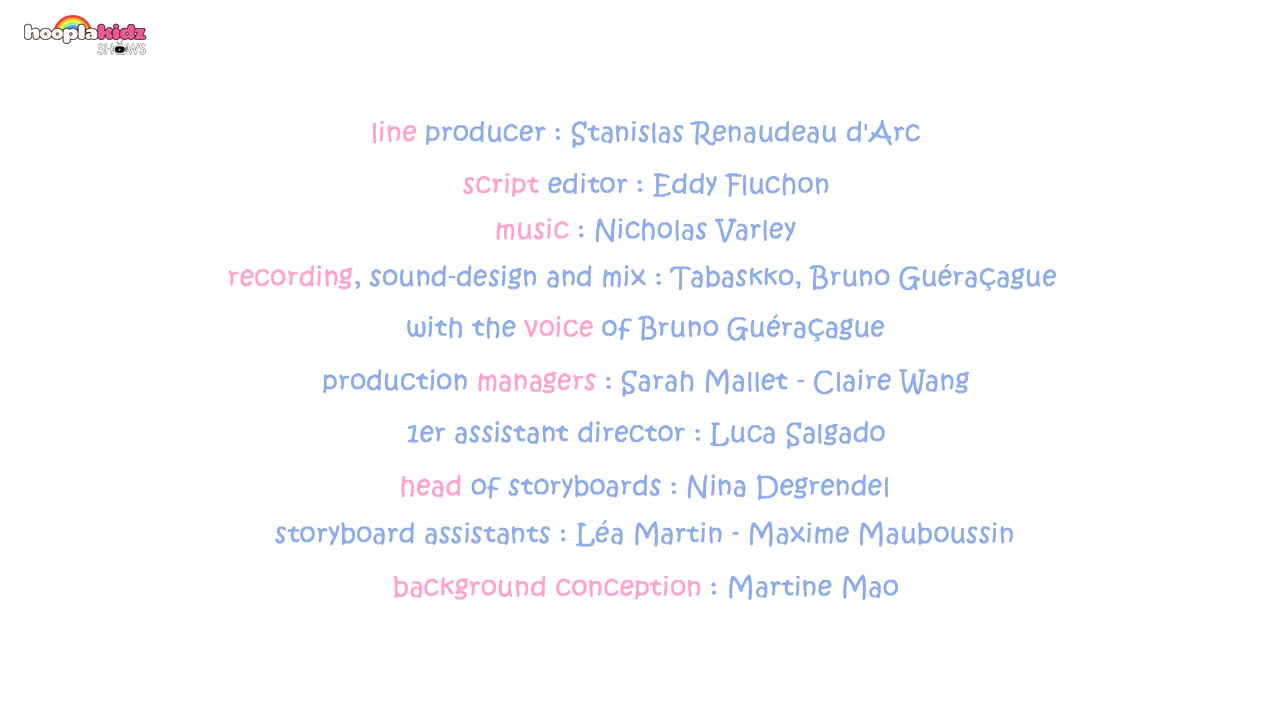 hooplakidz
SHOWS
line producer : Stanislas Renaudeau d'Arc
script editor : Eddy Fluchon
music : Nicholas Varley
recording, sound-design and mix : Tabaskko, Bruno Guéraçague
with the voice of Bruno Guéraçague
production managers : Sarah Mallet - Claire Wang
1er assistant director : Luca Salgado
head of storyboards : Nina Degrendel
storyboard assistants : Léa Martin - Maxime Mauboussin
background conception : Martine Mao